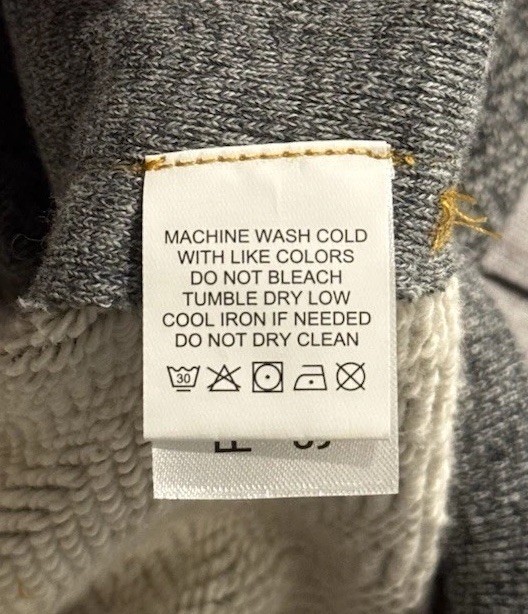 MACHINE WASH COLD
WITH LIKE COLORS
DO NOT BLEACH
TUMBLE DRY LOW
COOL IRON IF NEEDED
DO NOT DRY CLEAN
30